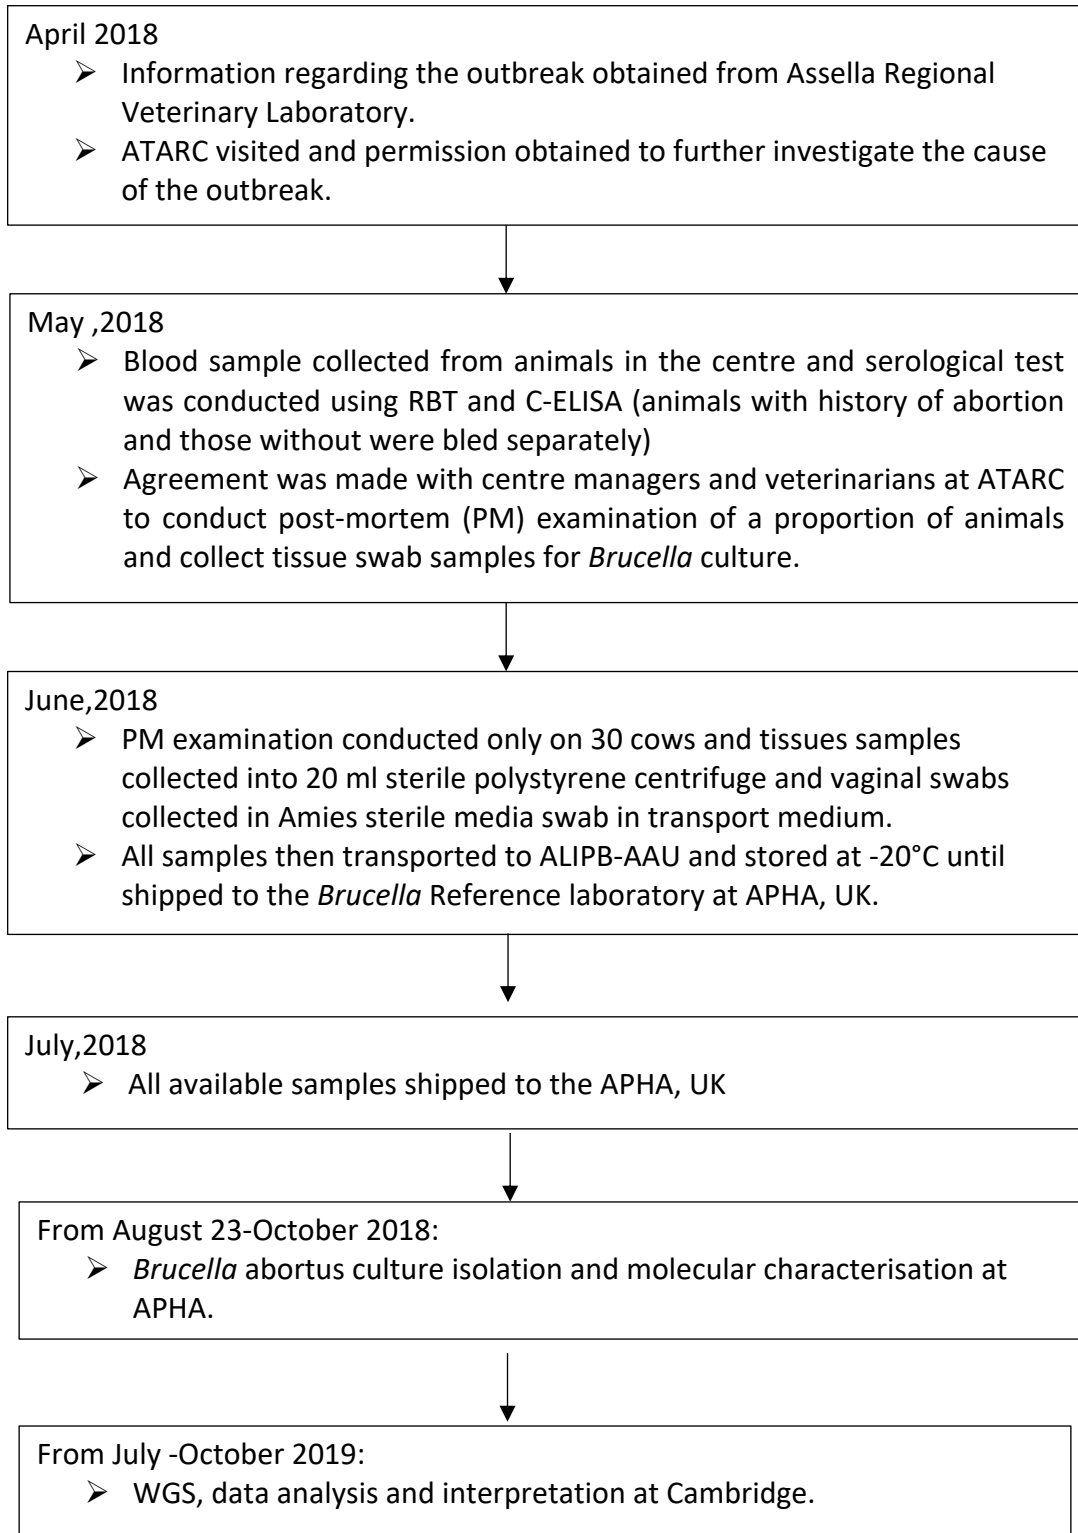 April 2018
➢ Information regarding the outbreak obtained from Assella Regional
Veterinary Laboratory.
➢ ATARC visited and permission obtained to further investigate the cause
of the outbreak.
May ,2018
➢ Blood sample collected from animals in the centre and serological test
was conducted using RBT and C-ELISA (animals with history of abortion
and those without were bled separately)
➢ Agreement was made with centre managers and veterinarians at ATARC
to conduct post-mortem (PM) examination of a proportion of animals
and collect tissue swab samples for Brucella culture.
June,2018
➢ PM examination conducted only on 30 cows and tissues samples
collected into 20 ml sterile polystyrene centrifuge and vaginal swabs
collected in Amies sterile media swab in transport medium.
➢ All samples then transported to ALIPB-AAU and stored at -20°C until
shipped to the Brucella Reference laboratory at APHA, UK.
July,2018
➢ All available samples shipped to the APHA, UK
From August 23-October 2018:
➢ Brucella abortus culture isolation and molecular characterisation at
APHA.
From July -October 2019:
➢ WGS, data analysis and interpretation at Cambridge.